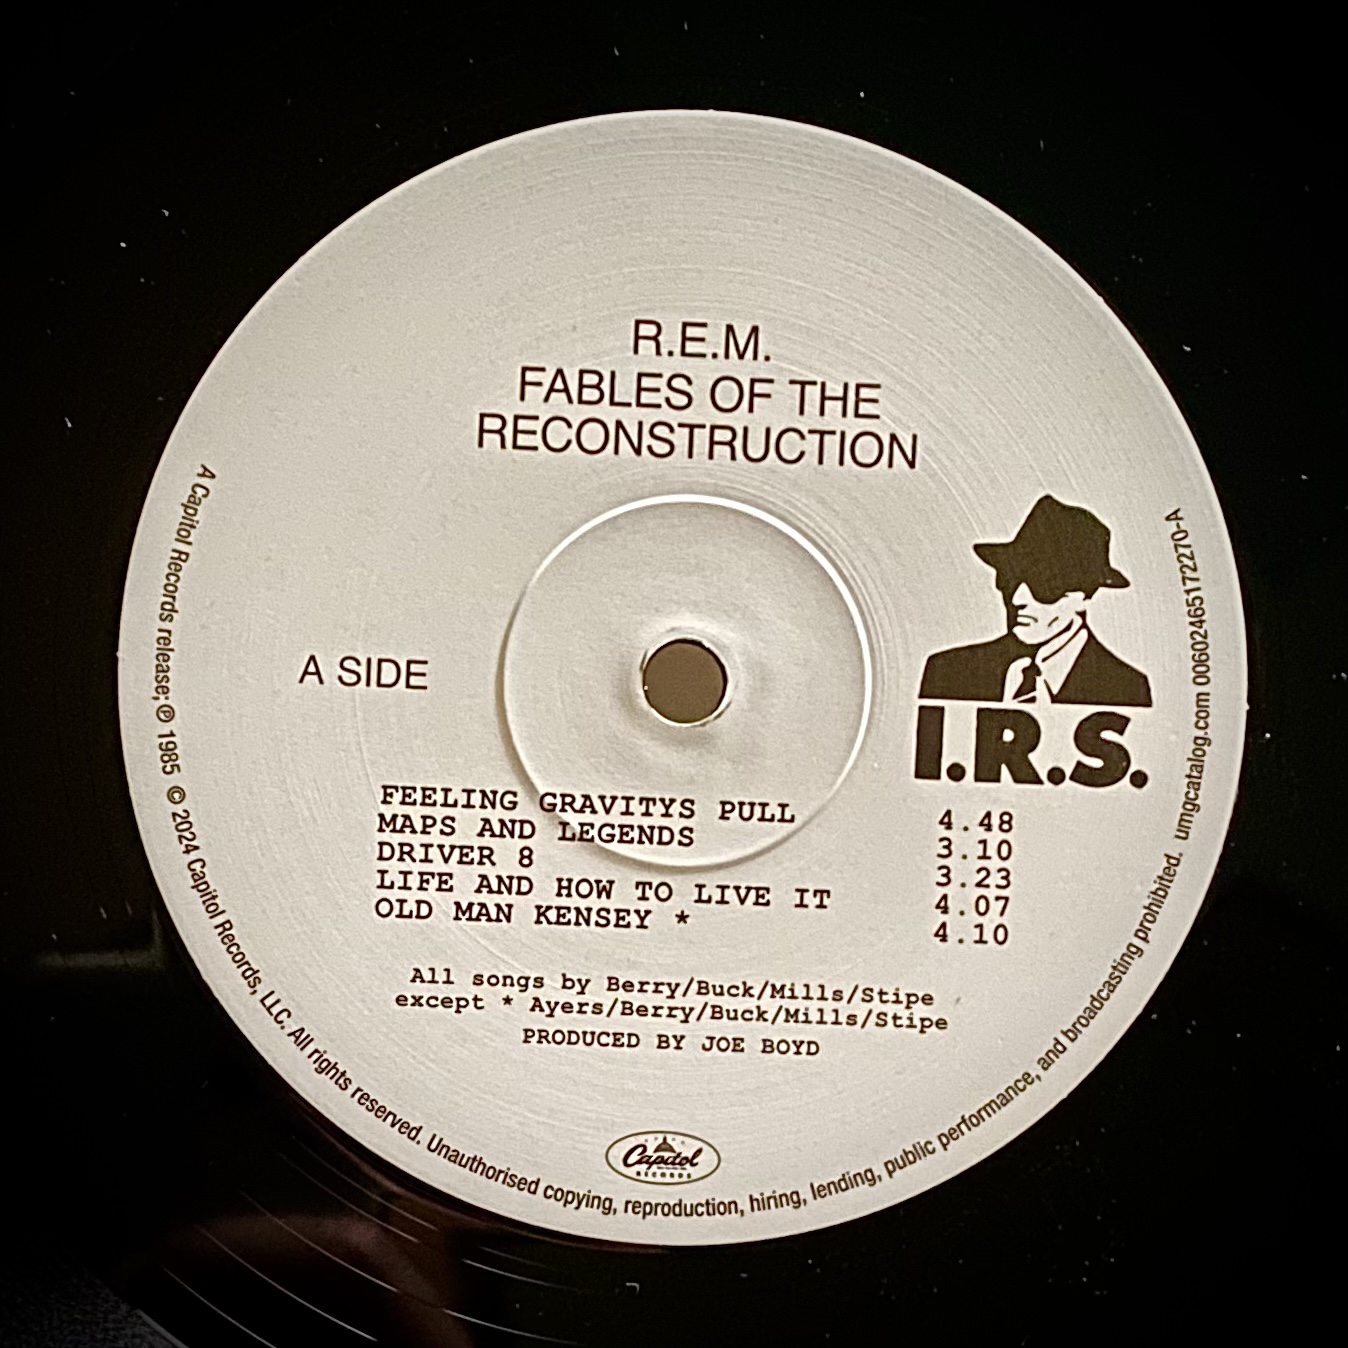 R.E.M.
FABLES OF THE
RECONSTRUCTION
A SIDE
I.R.S.
FEELING GRAVITYS PULL 4.48
MAPS AND LEGENDS 3.10
DRIVER 8 3.23
LIFE AND HOW TO LIVE IT 4.07
OLD MAN KENSEY * 4.10
All songs by Berry/Buck/Mills/Stipe
except * Ayers/Berry/Buck/Mills/Stipe
PRODUCED BY JOE BOYD
Capitol
RECORDS
A Capitol Records release; ℗ 1985 © 2024 Capitol Records, LLC. All rights reserved. Unauthorised copying, reproduction, hiring, lending, public performance, and broadcasting prohibited. umgcatalog.com 00602465172270-A